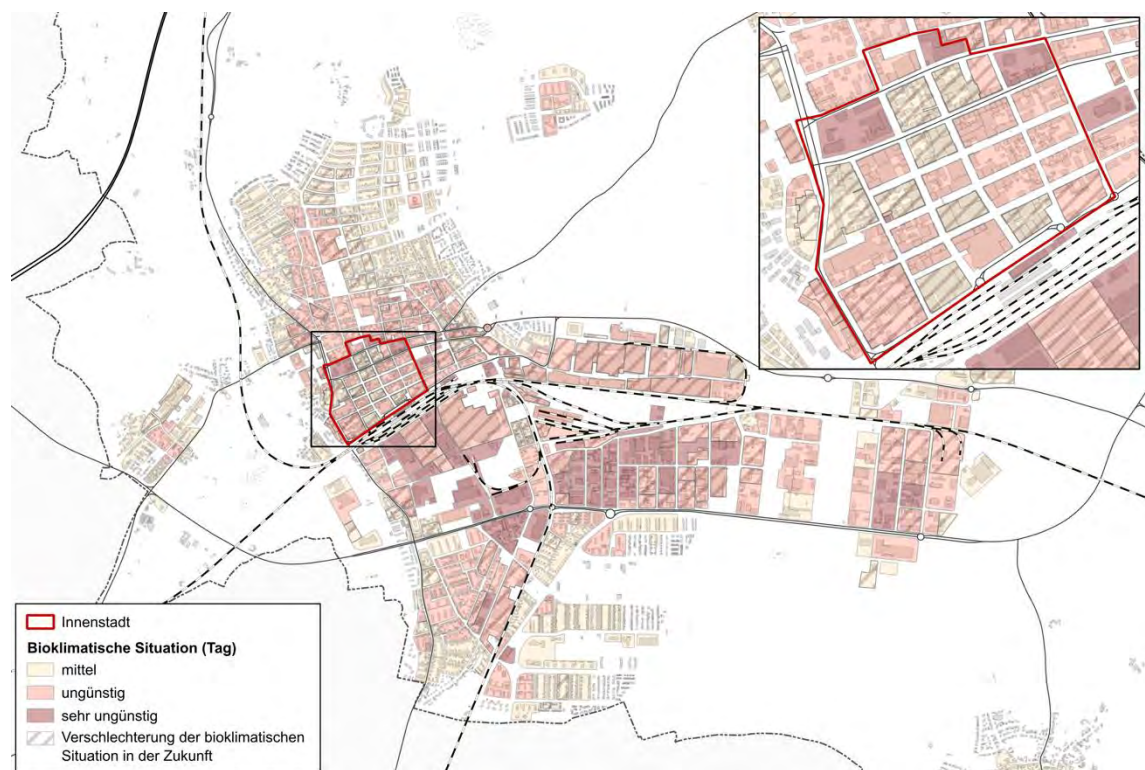 Innenstadt
Bioklimatische Situation (Tag)
mittel
ungünstig
sehr ungünstig
Verschlechterung der bioklimatischen
Situation in der Zukunft